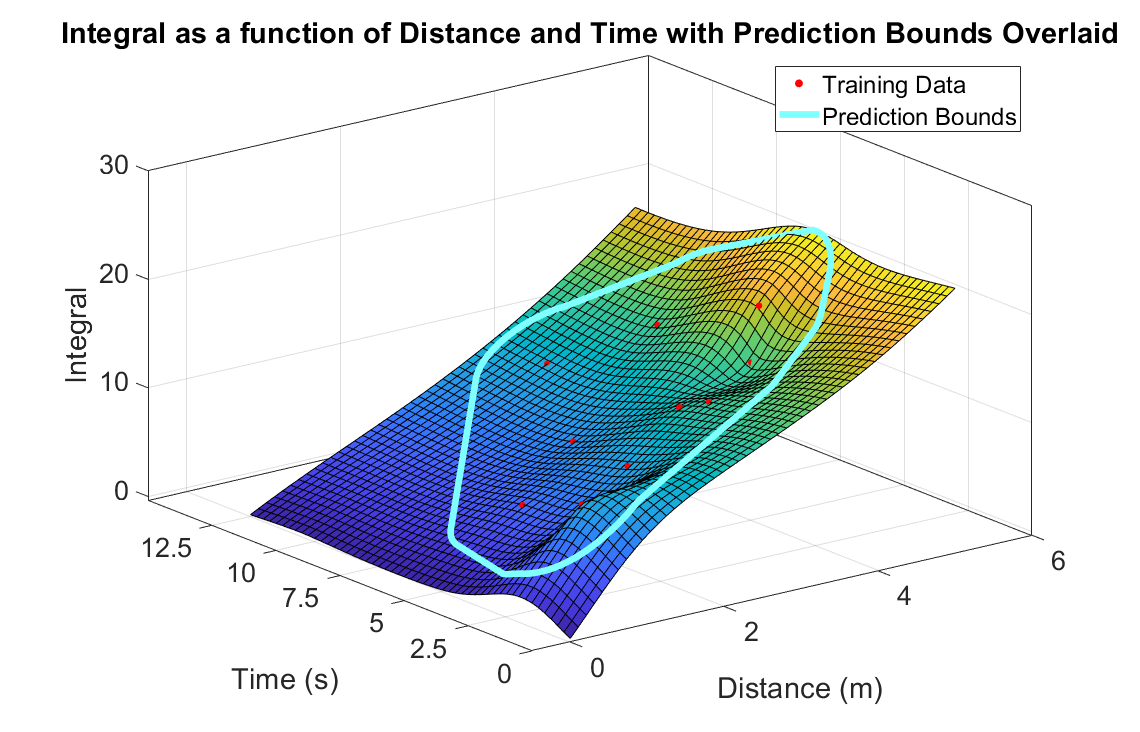 Integral as a function of Distance and Time with Prediction Bounds Overlaid
Training Data
Prediction Bounds
30
20
10
0
Integral
12.5
10
7.5
5
2.5
0
Time (s)
0
2
4
6
Distance (m)